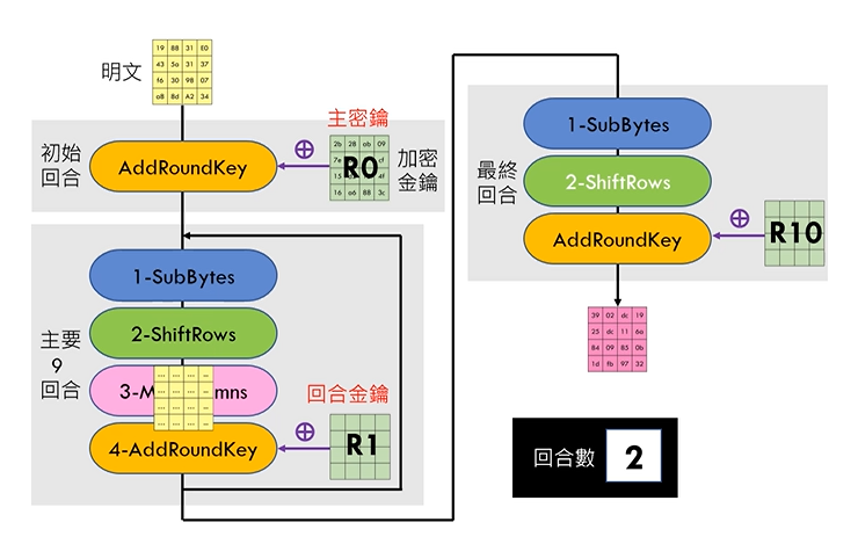 明文
19 88 31 E0
43 5a 31 37
f6 30 98 07
a8 8d A2 34
初始
回合
AddRoundKey
主密鑰
2b 28 ab 09
7e cf
15 4f
16 a6 88 3c
R0
加密
金鑰
主要
9
回合
1-SubBytes
2-ShiftRows
3-M mns
... ... ... ...
... ... ... ...
... ... ... ...
... ... ... ...
4-AddRoundKey
回合金鑰
R1
最終
回合
1-SubBytes
2-ShiftRows
AddRoundKey
R10
39 02 dc 19
25 dc 11 6a
84 09 85 0b
1d fb 97 32
回合數 2